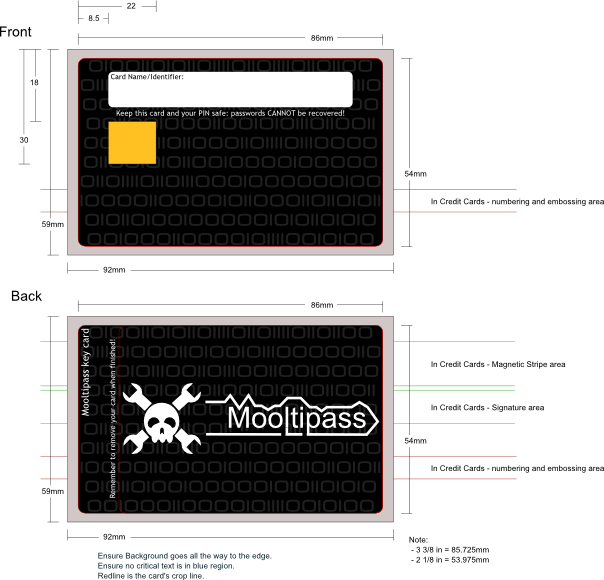 22
8.5
Front
86mm
18
Card Name/Identifier:
Keep this card and your PIN safe: passwords CANNOT be recovered!
30
54mm
In Credit Cards - numbering and embossing area
59mm
92mm
Back
86mm
Mooltipass key card
Remember to remove your card when finished!
Mooltipass
In Credit Cards - Magnetic Stripe area
In Credit Cards - Signature area
54mm
In Credit Cards - numbering and embossing area
59mm
92mm
Note:
- 3 3/8 in = 85.725mm
- 2 1/8 in = 53.975mm
Ensure Background goes all the way to the edge.
Ensure no critical text is in blue region.
Redline is the card's crop line.